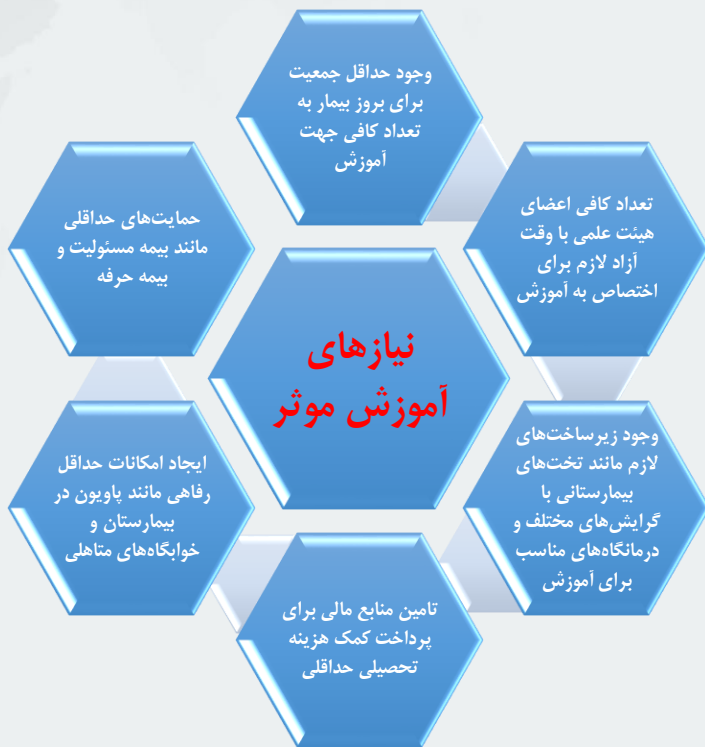 وجود حداقل جمعیت
برای بروز بیمار به
تعداد کافی جهت
آموزش
تعداد کافی اعضای
هیئت علمی با وقت
آزاد لازم برای
اختصاص به آموزش
حمایت‌های حداقلی
مانند بیمه مسئولیت و
بیمه حرفه
نیازهای
آموزش موثر
وجود زیرساخت‌های
لازم مانند تخت‌های
بیمارستانی با
گرایش‌های مختلف و
درمانگاه‌های مناسب
برای آموزش
ایجاد امکانات حداقل
رفاهی مانند پاویون در
بیمارستان و
خوابگاه‌های متاهلی
تامین منابع مالی برای
پرداخت کمک هزینه
تحصیلی حداقلی